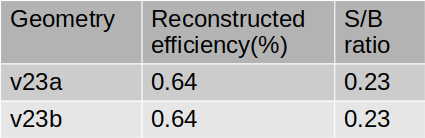 Geometry Reconstructed efficiency(%) S/B ratio
v23a 0.64 0.23
v23b 0.64 0.23